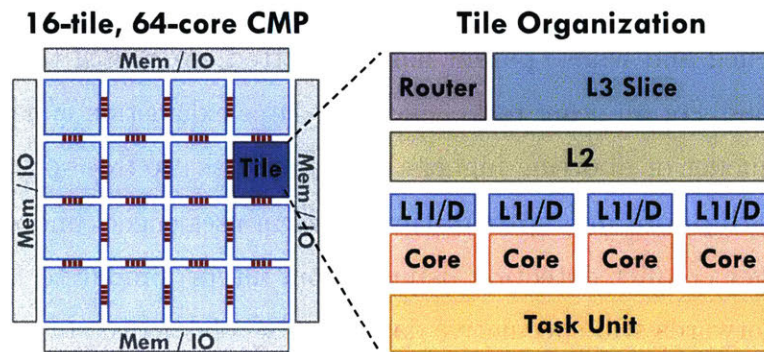 16-tile, 64-core CMP
Mem / IO
Mem / IO
Tile
Mem / IO
Mem / IO
Tile Organization
Router
L3 Slice
L2
L1I/D
L1I/D
L1I/D
L1I/D
Core
Core
Core
Core
Task Unit